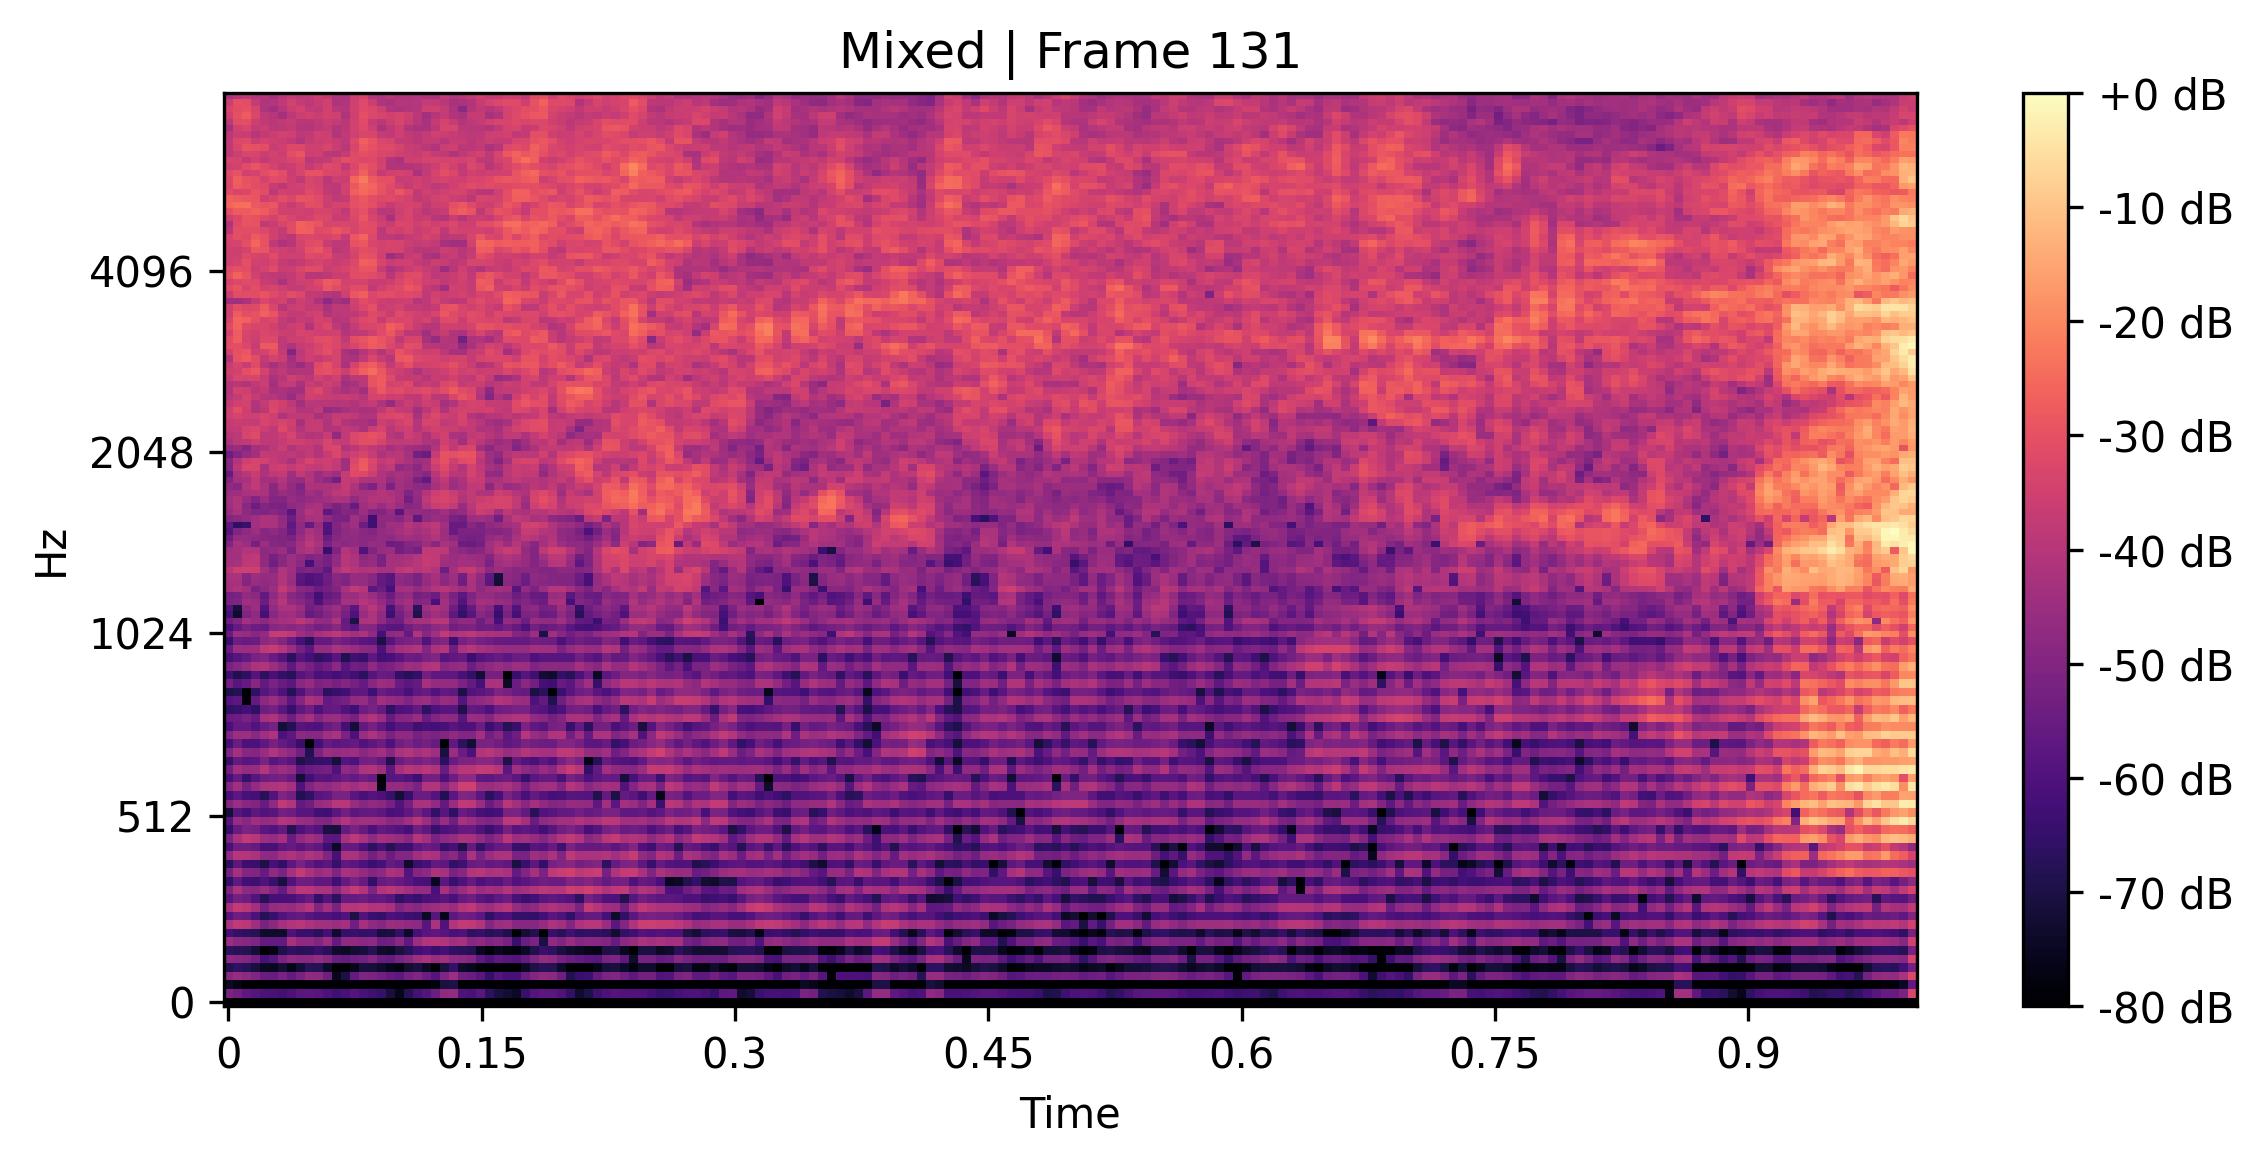 Mixed | Frame 131
Hz
4096
2048
1024
512
0
0 0.15 0.3 0.45 0.6 0.75 0.9
Time
+0 dB
-10 dB
-20 dB
-30 dB
-40 dB
-50 dB
-60 dB
-70 dB
-80 dB